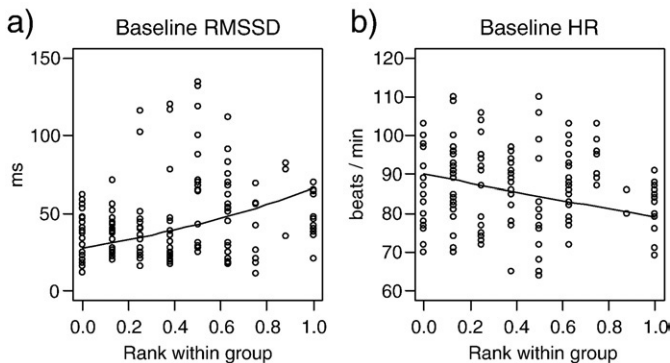 a)
Baseline RMSSD
150
100
50
0
ms
0.0 0.2 0.4 0.6 0.8 1.0
Rank within group
b)
Baseline HR
120
110
100
90
80
70
60
beats / min
0.0 0.2 0.4 0.6 0.8 1.0
Rank within group